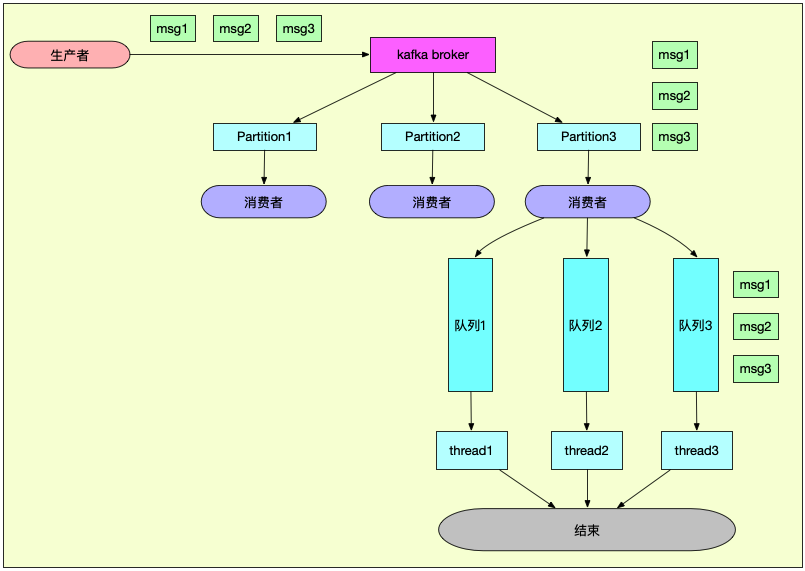 msg1
msg2
msg3
生产者
kafka broker
msg1
msg2
Partition1
Partition2
Partition3
msg3
消费者
消费者
消费者
msg1
队列1
队列2
队列3
msg2
msg3
thread1
thread2
thread3
结束